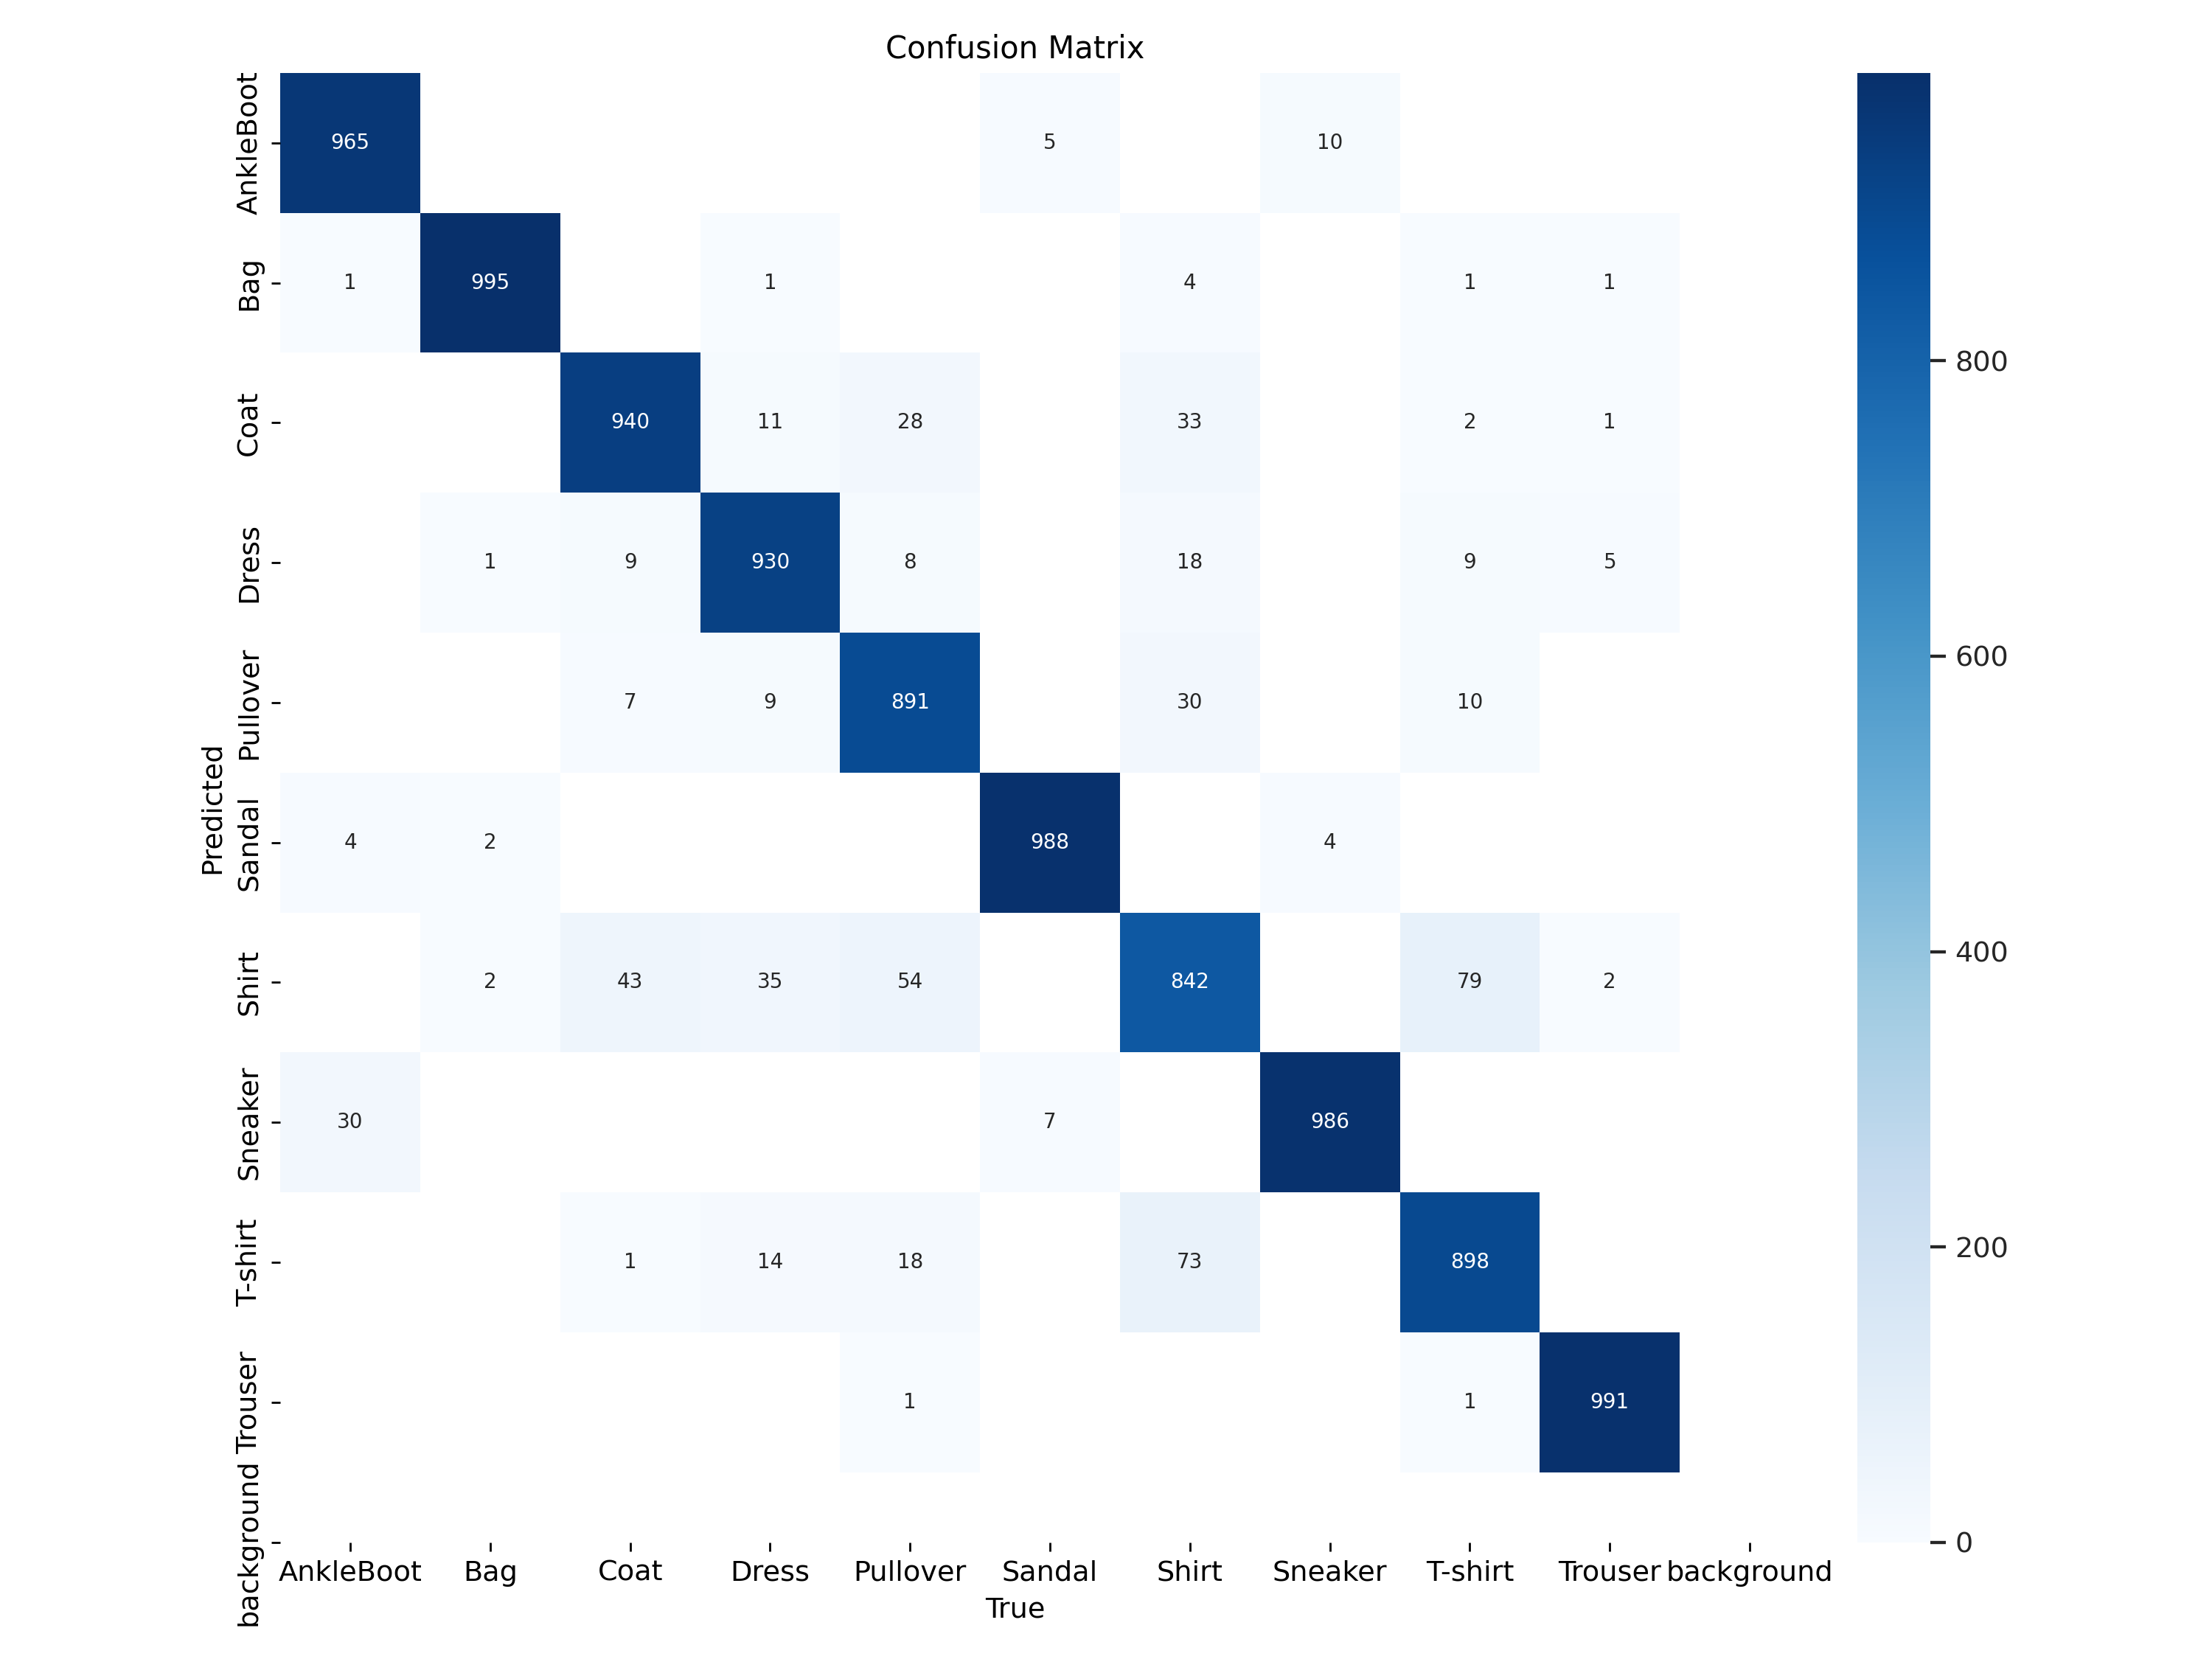 Confusion Matrix
AnkleBoot 965 5 10
Bag 1 995 1 4 1 1
Coat 940 11 28 33 2 1
Dress 1 9 930 8 18 9 5
Pullover 7 9 891 30 10
Sandal 4 2 988 4
Shirt 2 43 35 54 842 79 2
Sneaker 30 7 986
T-shirt 1 14 18 73 898
Trouser 1 1 991
background
Predicted
AnkleBoot Bag Coat Dress Pullover Sandal Shirt Sneaker T-shirt Trouser background
True
800
600
400
200
0